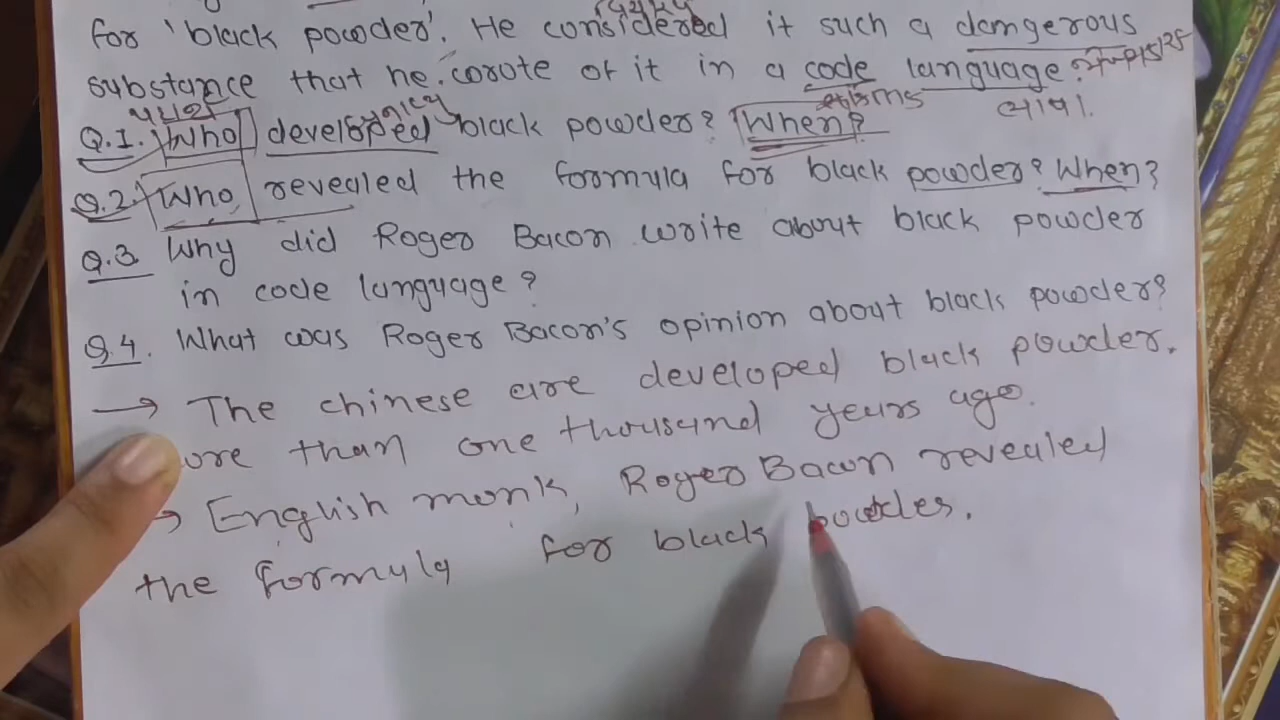 for 'black powder'. He considered it such a dangerous
substance that he corote of it in a code language.
Q.1. Who developed black powder? When?
Q.2. Who revealed the formula for black powder? When?
Q.3 Why did Roger Bacon write about black powder
in code language?
Q.4. What was Roger Bacon's opinion about black powder?
→ The chinese are developed black powder.
ore than one thousand years ago.
→ English monk, Roger Bacon revealed
the formula for black powder.